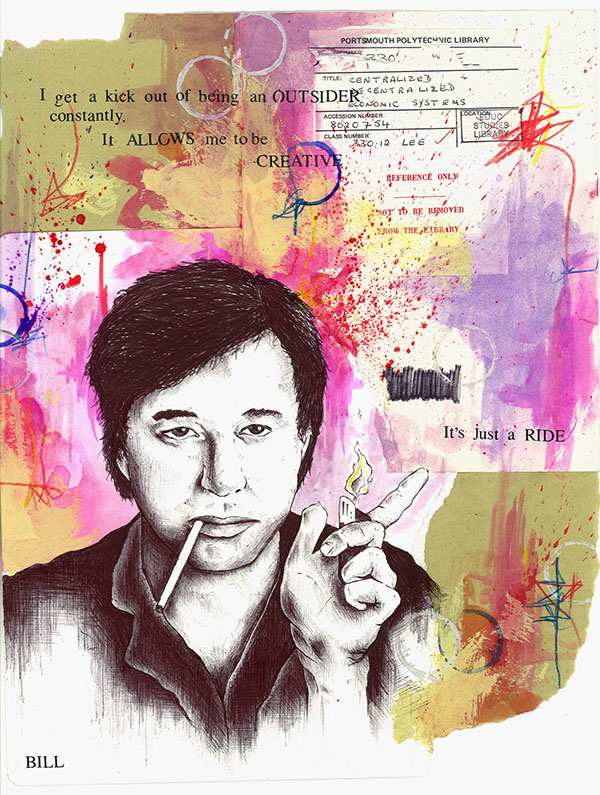 PORTSMOUTH POLYTECHNIC LIBRARY
330 W
TITLE: CENTRALIZED
DECENTRALIZED
ECONOMIC SYSTEMS
ACCESSION NUMBER
8020754
CLASS NUMBER
330.12 LEE
LOCATION
EDUC
STUDIES
LIBRARY
REFERENCE ONLY
NOT TO BE REMOVED
FROM THE LIBRARY
I get a kick out of being an OUTSIDER
constantly.
It ALLOWS me to be
CREATIVE
It's just a RIDE
BILL